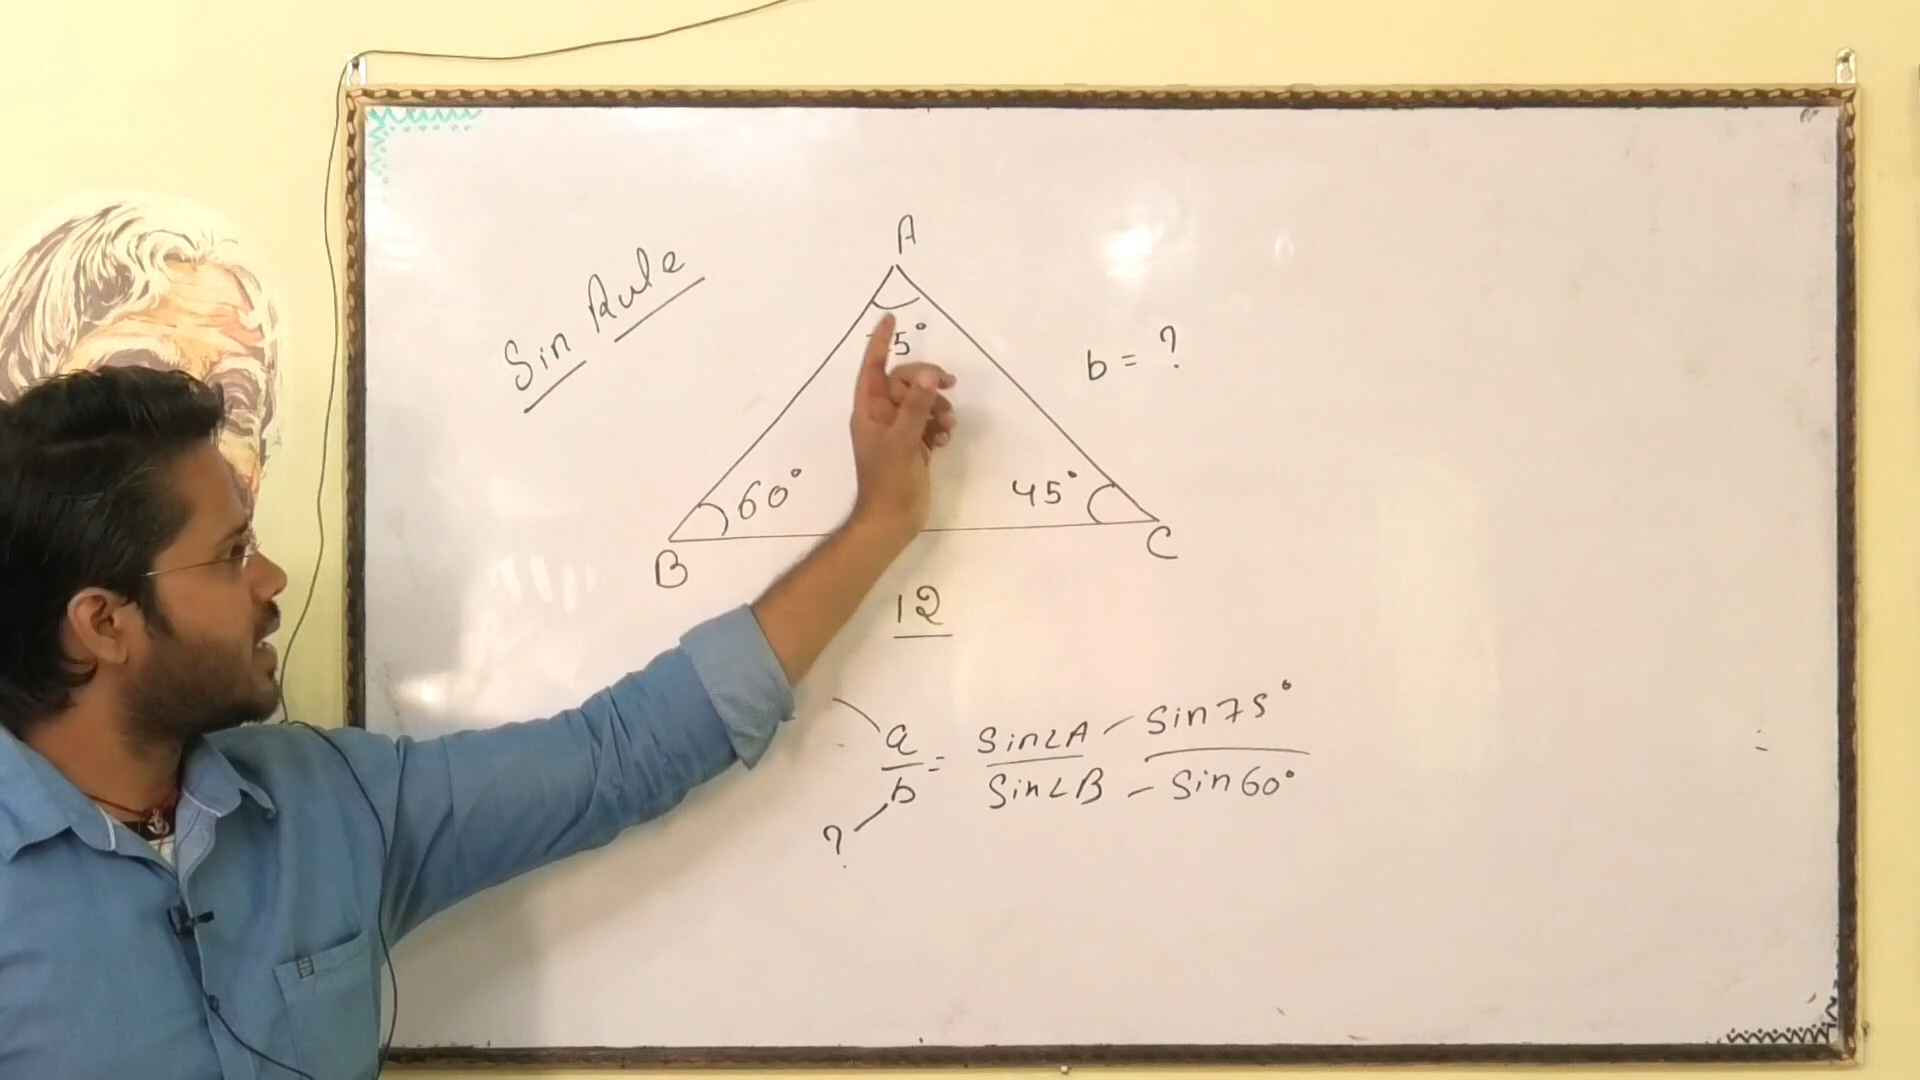 Sin Rule
A
5°
b = ?
60°
45°
B
C
12
a/b = Sin∠A/Sin∠B – Sin75°/Sin60°
?